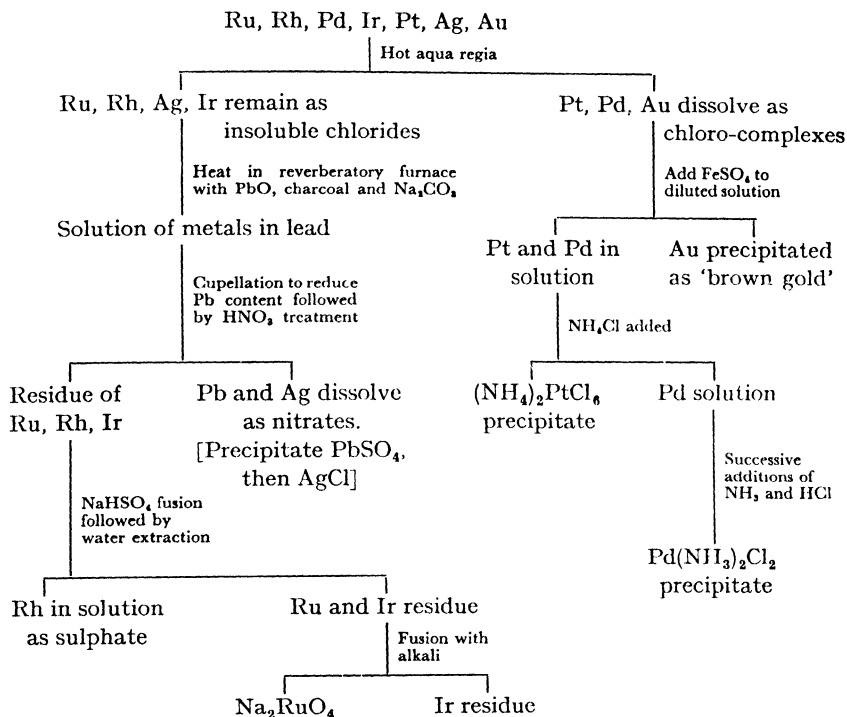 Ru, Rh, Pd, Ir, Pt, Ag, Au
Hot aqua regia
Ru, Rh, Ag, Ir remain as
insoluble chlorides
Pt, Pd, Au dissolve as
chloro-complexes
Heat in reverberatory furnace
with PbO, charcoal and Na₂CO₃
Add FeSO₄ to
diluted solution
Solution of metals in lead
Pt and Pd in
solution
Au precipitated
as ‘brown gold’
Cupellation to reduce
Pb content followed
by HNO₃ treatment
NH₄Cl added
Residue of
Ru, Rh, Ir
Pb and Ag dissolve
as nitrates.
[Precipitate PbSO₄,
then AgCl]
(NH₄)₂PtCl₆
precipitate
Pd solution
Successive
additions of
NH₃ and HCl
NaHSO₄ fusion
followed by
water extraction
Pd(NH₃)₂Cl₂
precipitate
Rh in solution
as sulphate
Ru and Ir residue
Fusion with
alkali
Na₂RuO₄
Ir residue